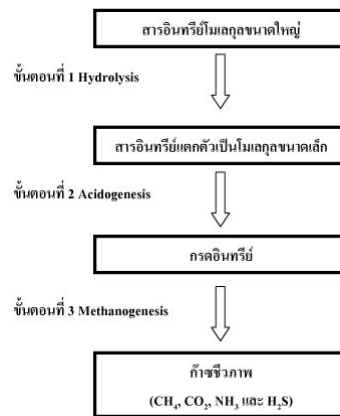 สารอินทรีย์โมเลกุลขนาดใหญ่
ขั้นตอนที่ 1 Hydrolysis
สารอินทรีย์แตกตัวเป็นโมเลกุลขนาดเล็ก
ขั้นตอนที่ 2 Acidogenesis
กรดอินทรีย์
ขั้นตอนที่ 3 Methanogenesis
ก๊าซชีวภาพ
(CH₄, CO₂, NH₃ และ H₂S)